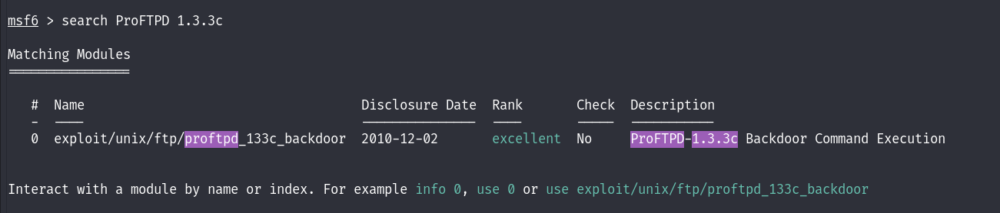 msf6 > search ProFTPD 1.3.3c
Matching Modules
================
#  Name                                   Disclosure Date  Rank       Check  Description
-  ----                                   ---------------  ----       -----  -----------
0  exploit/unix/ftp/proftpd_133c_backdoor  2010-12-02       excellent  No     ProFTPD-1.3.3c Backdoor Command Execution
Interact with a module by name or index. For example info 0, use 0 or use exploit/unix/ftp/proftpd_133c_backdoor